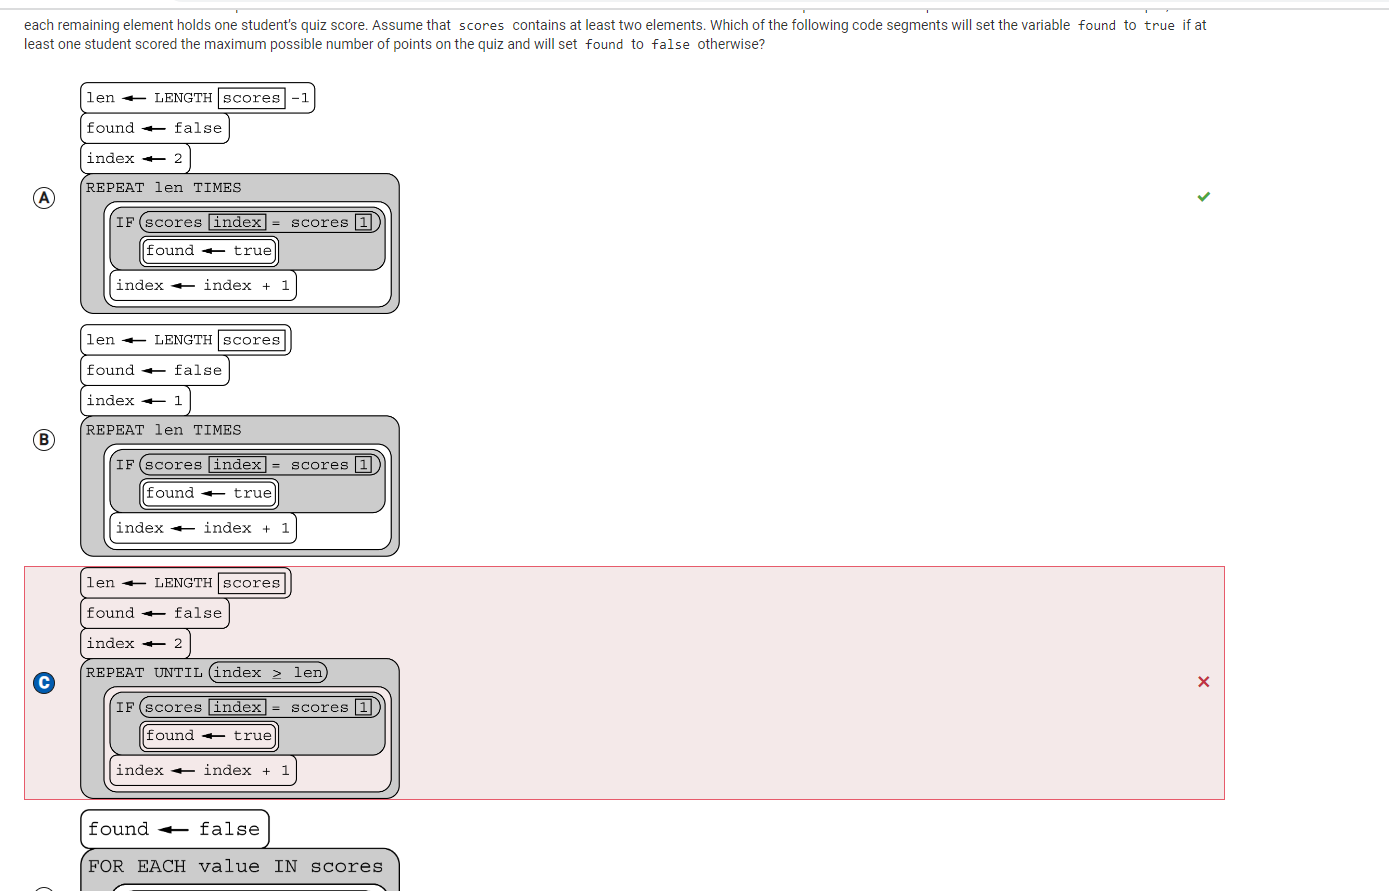 each remaining element holds one student's quiz score. Assume that scores contains at least two elements. Which of the following code segments will set the variable found to true if at
least one student scored the maximum possible number of points on the quiz and will set found to false otherwise?
len ← LENGTH scores -1
found ← false
index ← 2
A
REPEAT len TIMES
IF scores index = scores 1
found ← true
index ← index + 1
len ← LENGTH scores
found ← false
index ← 1
B
REPEAT len TIMES
IF scores index = scores 1
found ← true
index ← index + 1
len ← LENGTH scores
found ← false
index ← 2
C
REPEAT UNTIL index ≥ len
IF scores index = scores 1
found ← true
index ← index + 1
found ← false
FOR EACH value IN scores